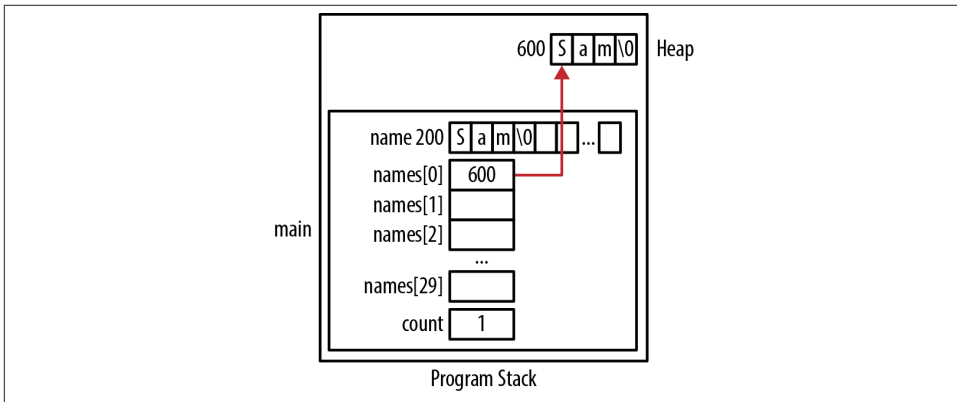 600 S a m \0 Heap
name 200 S a m \0 ...
names[0] 600
names[1]
names[2]
...
names[29]
count 1
main
Program Stack